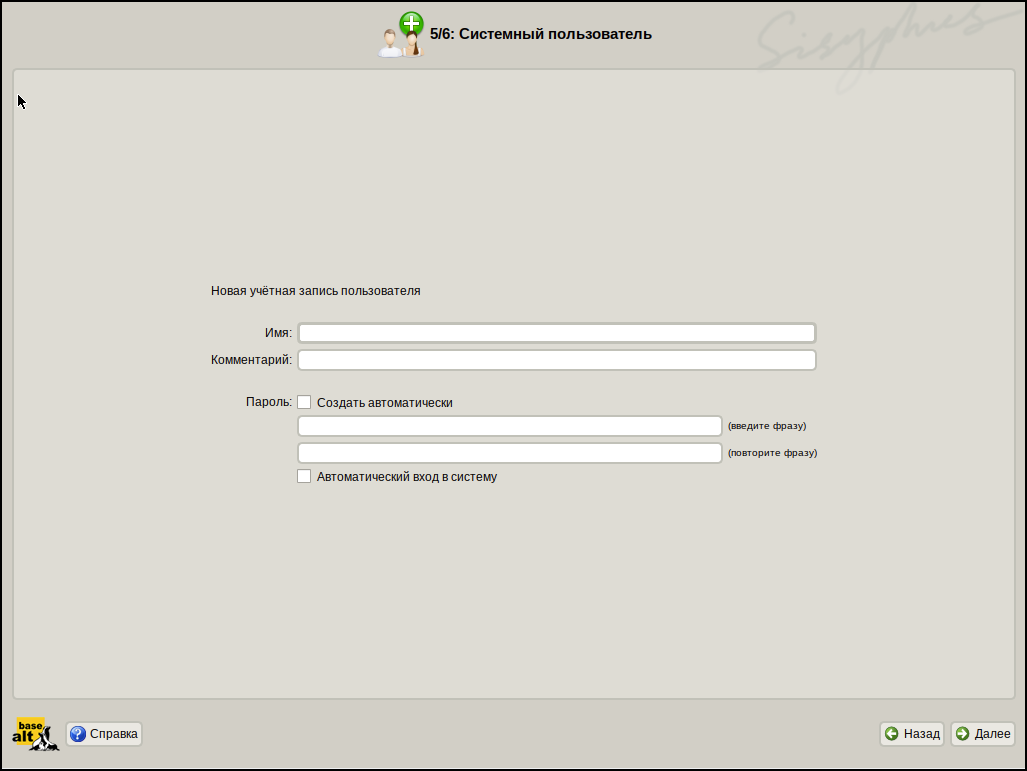 5/6: Системный пользователь
Sisyphus
Новая учётная запись пользователя
Имя:
Комментарий:
Пароль: Создать автоматически
(введите фразу)
(повторите фразу)
Автоматический вход в систему
base alt
Справка
Назад
Далее